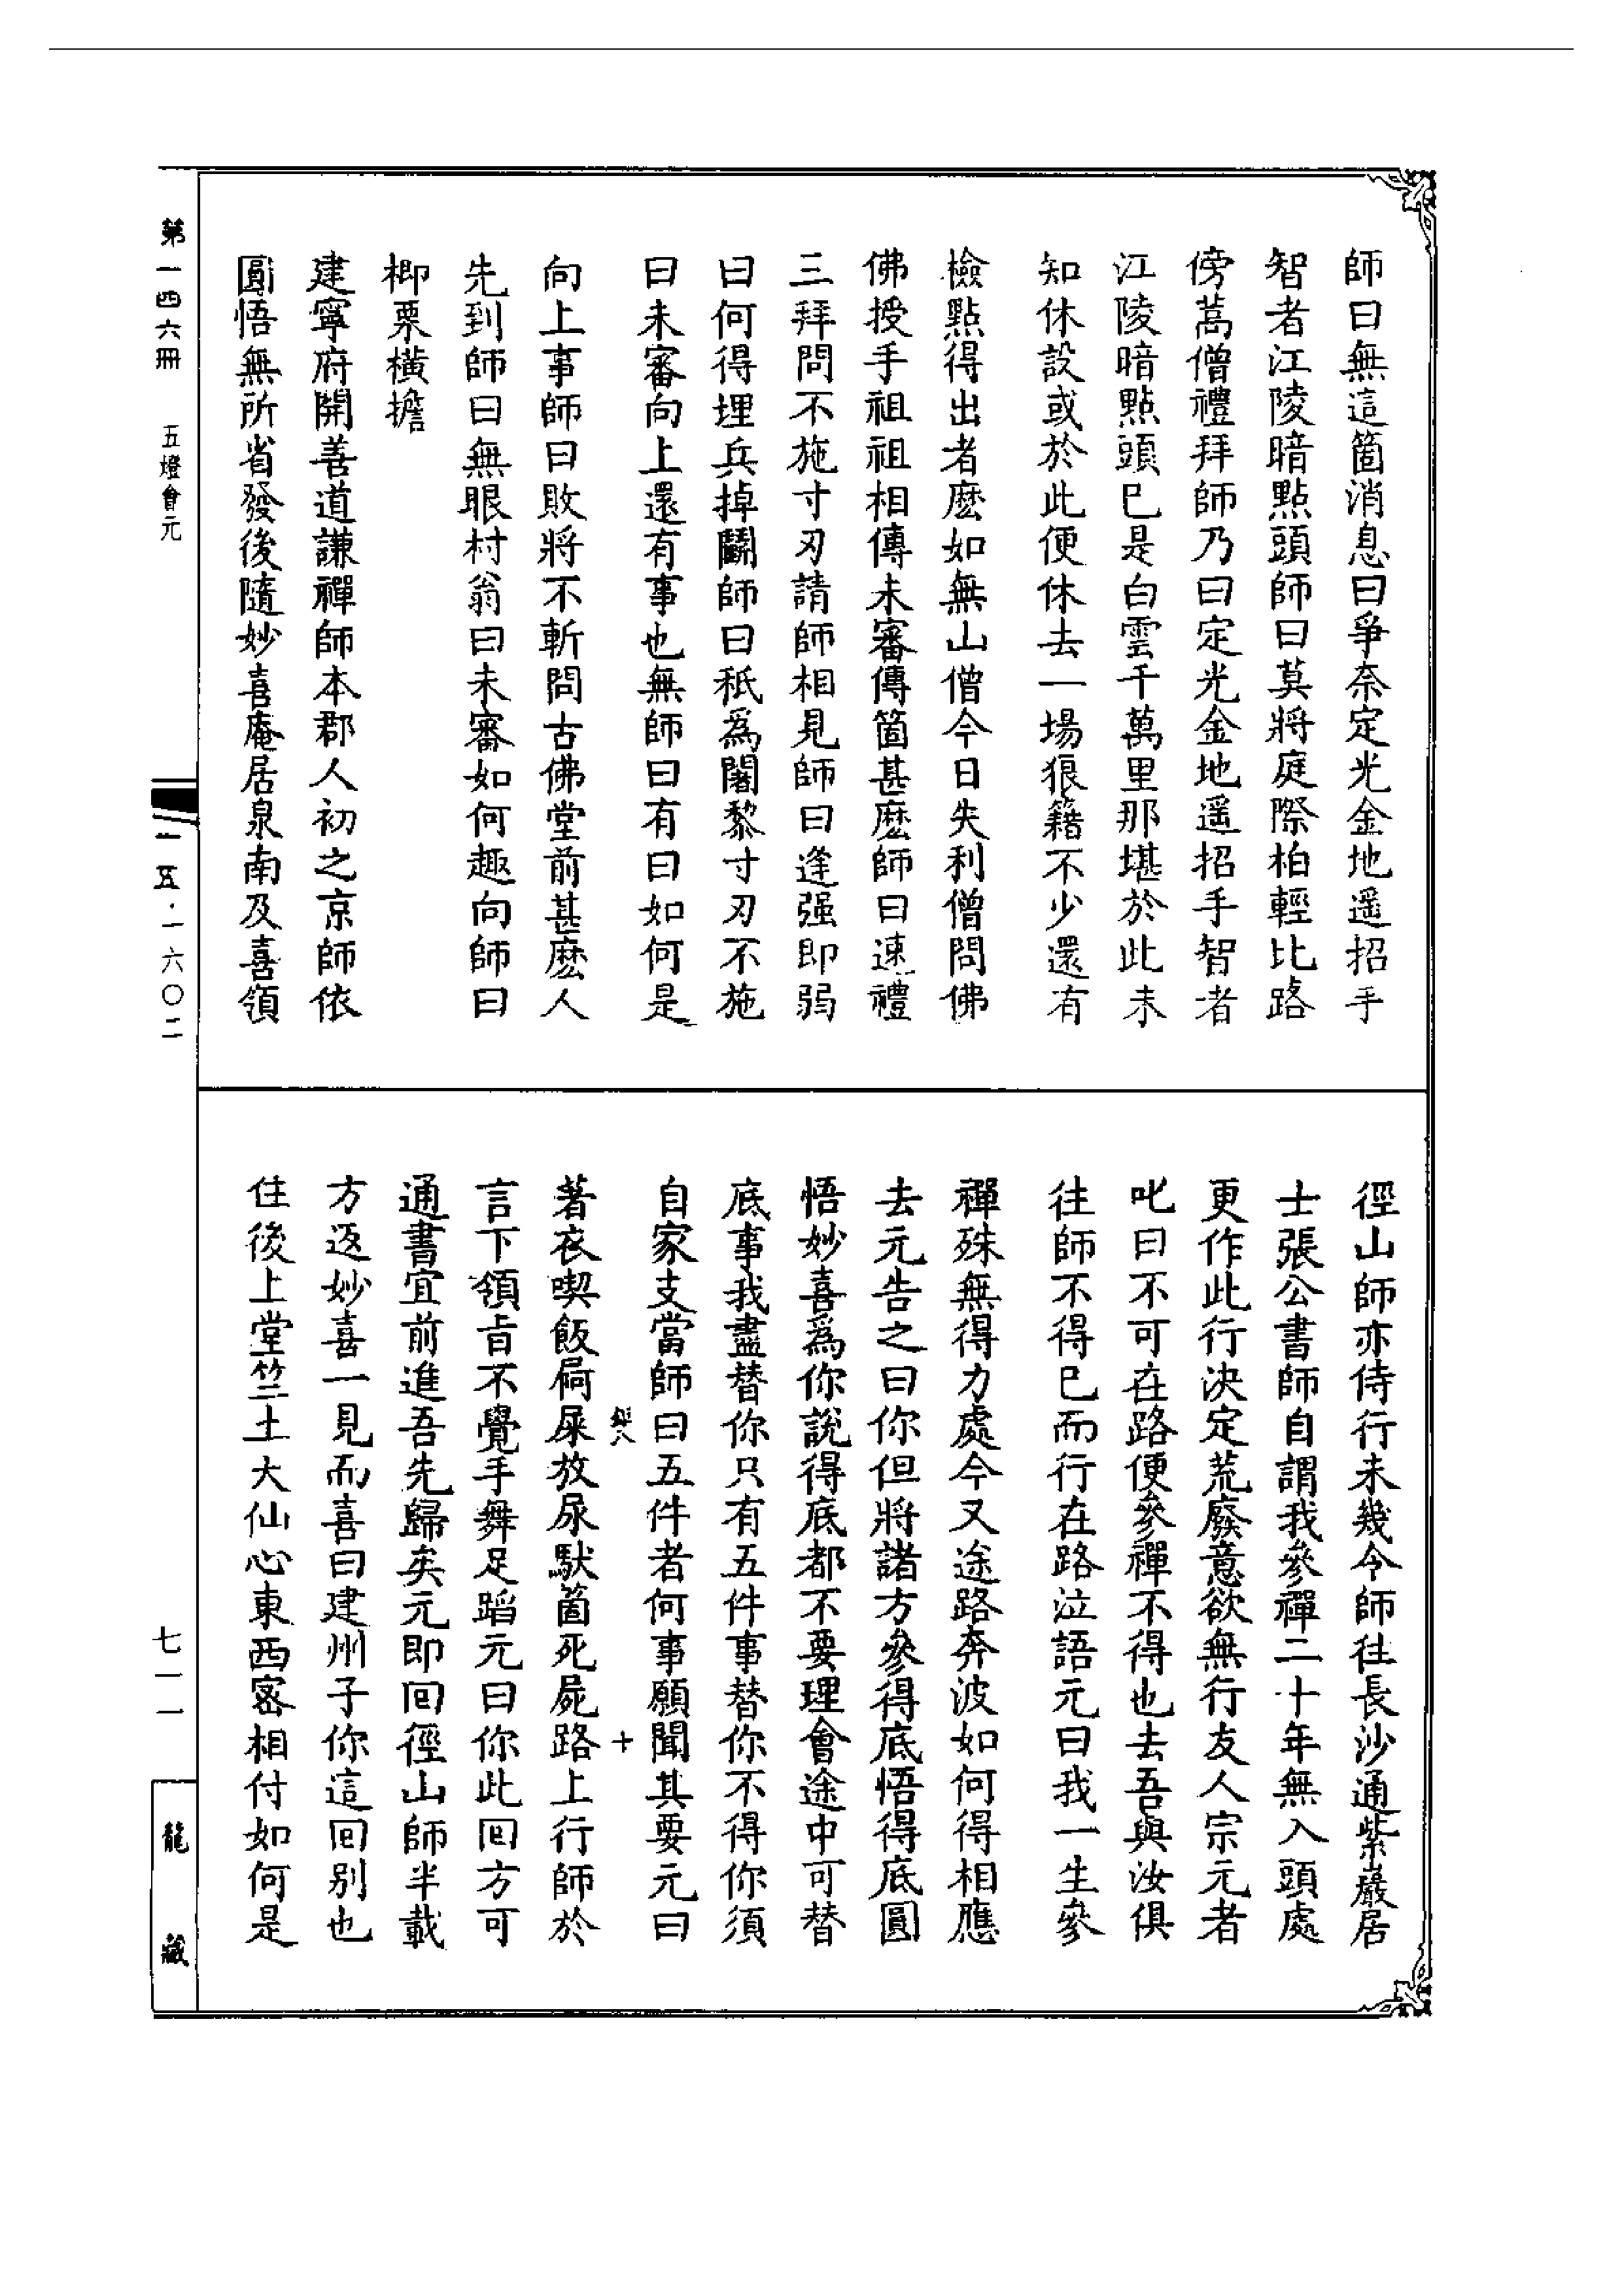 師曰無這箇消息曰爭奈定光金地遥招手
智者江陵暗點頭師曰莫將庭際柏輕比路
傍蒿僧禮拜師乃曰定光金地遥招手智者
江陵暗點頭巳是白雲千萬里那堪於此未
知休設或於此便休去一場狼籍不少還有
檢點得出者麽如無山僧今日失利僧問佛
佛授手祖祖相傳未審傳箇甚麽師曰速禮
三拜問不施寸刃請師相見師曰逢强即弱
曰何得埋兵掉鬭師曰秖爲闍黎寸刃不施
曰未審向上還有事也無師曰有曰如何是
向上事師曰敗將不斬問古佛堂前甚麽人
先到師曰無眼村翁曰未審如何趣向師曰
楖栗橫擔
建寧府開善道謙禪師本郡人初之京師依
圓悟無所省發後隨妙喜庵居泉南及喜領
徑山師亦侍行未幾令師往長沙通紫巖居
士張公書師自謂我參禪二十年無入頭處
更作此行决定荒廢意欲無行友人宗元者
叱曰不可在路便參禪不得也去吾與汝俱
往師不得巳而行在路泣語元曰我一生參
禪殊無得力處今又途路奔波如何得相應
去元告之曰你但將諸方參得底悟得底圓
悟妙喜爲你說得底都不要理會途中可替
底事我盡替你只有五件事替你不得你須
自家支當師曰五件者何事願聞其要元曰
十
著衣喫飯屙屎放尿馱箇死屍路上行師於
言下領旨不覺手舞足蹈元曰你此回方可
通書宜前進吾先歸矣元即回徑山師半載
方返妙喜一見而喜曰建州子你這回别也
住後上堂竺土大仙心東西密相付如何是
第一四六冊 五燈會元
一五·一六〇二
七一一
龍藏